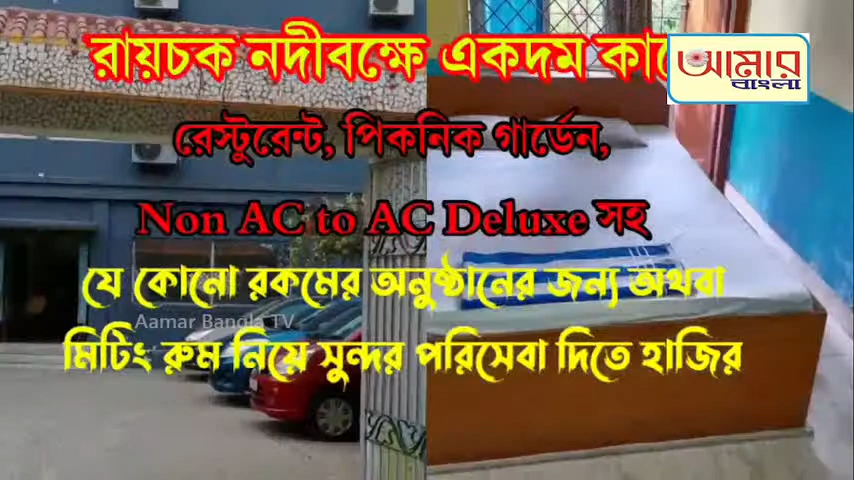 রায়চক নদীবক্ষে একদম
আমার
বাংলা
রেস্টুরেন্ট, পিকনিক গার্ডেন,
Non AC to AC Deluxe সহ
যে কোনো রকমের অনুষ্ঠানের জন্য অথবা
Aamar Bangla TV
মিটিং রুম নিয়ে সুন্দর পরিসেবা দিতে হাজির